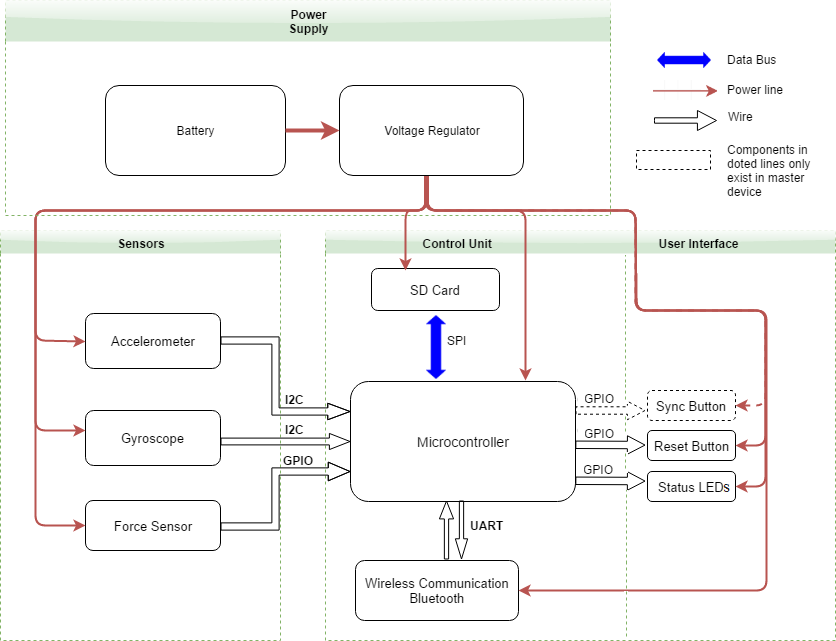 Power
Supply
Battery
Voltage Regulator
Data Bus
Power line
Wire
Components in
doted lines only
exist in master
device
Sensors
Control Unit
User Interface
SD Card
SPI
Accelerometer
I2C
Gyroscope
I2C
GPIO
Force Sensor
Microcontroller
GPIO
Sync Button
GPIO
Reset Button
GPIO
Status LEDs
UART
Wireless Communication
Bluetooth